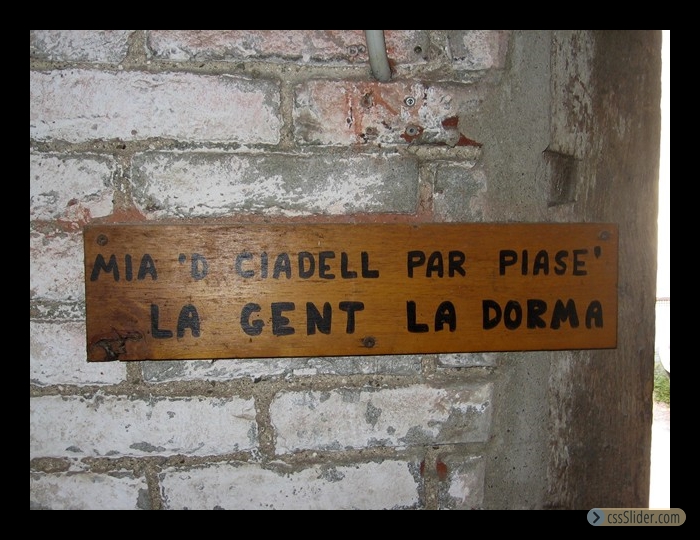 MIA 'D CIADELL PAR PIASE'
LA GENT LA DORMA
cssSlider.com